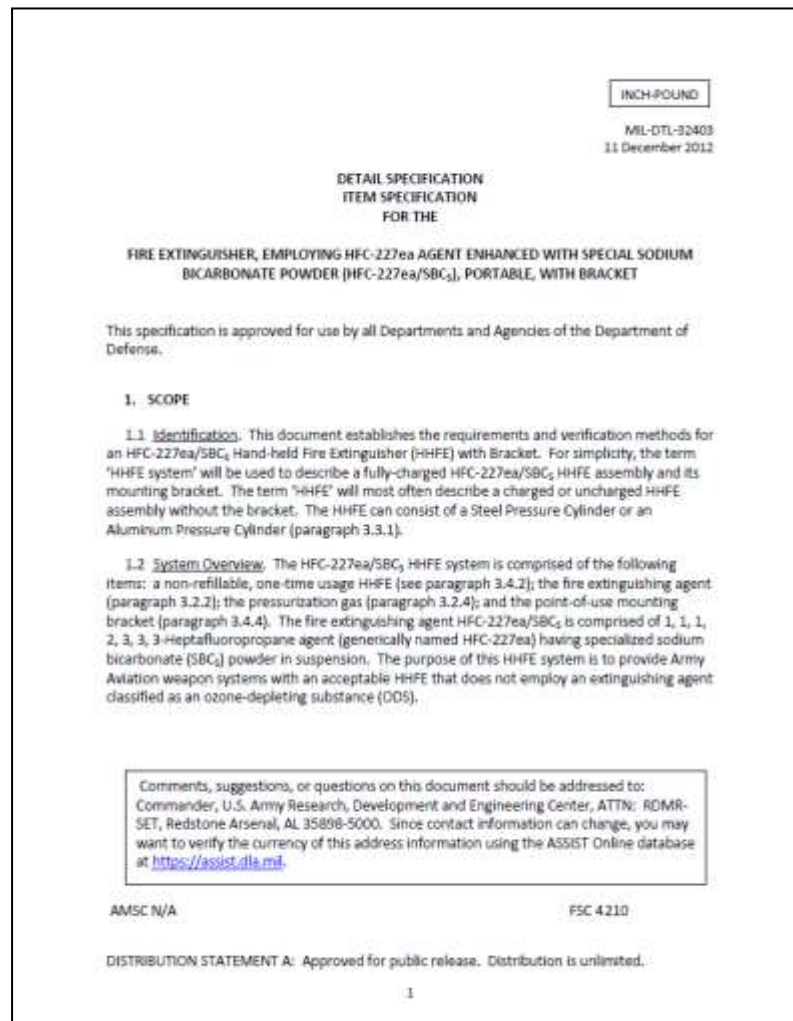 INCH-POUND
MIL-DTL-32403
11 December 2012
DETAIL SPECIFICATION
ITEM SPECIFICATION
FOR THE
FIRE EXTINGUISHER, EMPLOYING HFC-227ea AGENT ENHANCED WITH SPECIAL SODIUM
BICARBONATE POWDER (HFC-227ea/SBCS), PORTABLE, WITH BRACKET
This specification is approved for use by all Departments and Agencies of the Department of
Defense.
1. SCOPE
1.1 Identification. This document establishes the requirements and verification methods for
an HFC-227ea/SBCS Hand-held Fire Extinguisher (HHFE) with Bracket. For simplicity, the term
'HHFE system' will be used to describe a fully-charged HFC-227ea/SBCS HHFE assembly and its
mounting bracket. The term 'HHFE' will most often describe a charged or uncharged HHFE
assembly without the bracket. The HHFE can consist of a Steel Pressure Cylinder or an
Aluminum Pressure Cylinder (paragraph 3.3.1).
1.2 System Overview. The HFC-227ea/SBCS HHFE system is comprised of the following
items: a non-refillable, one-time usage HHFE (see paragraph 3.4.2); the fire extinguishing agent
(paragraph 3.2.2); the pressurization gas (paragraph 3.2.4); and the point-of-use mounting
bracket (paragraph 3.4.4). The fire extinguishing agent HFC-227ea/SBCS is comprised of 1, 1, 1,
2, 3, 3, 3-Heptafluoropropane agent (generically named HFC-227ea) having specialized sodium
bicarbonate (SBCS) powder in suspension. The purpose of this HHFE system is to provide Army
Aviation weapon systems with an acceptable HHFE that does not employ an extinguishing agent
classified as an ozone-depleting substance (ODS).
Comments, suggestions, or questions on this document should be addressed to:
Commander, U.S. Army Research, Development and Engineering Center, ATTN: RDMR-
SET, Redstone Arsenal, AL 35898-5000. Since contact information can change, you may
want to verify the currency of this address information using the ASSIST Online database
at https://assist.dla.mil.
AMSC N/A FSC 4210
DISTRIBUTION STATEMENT A: Approved for public release. Distribution is unlimited.
1